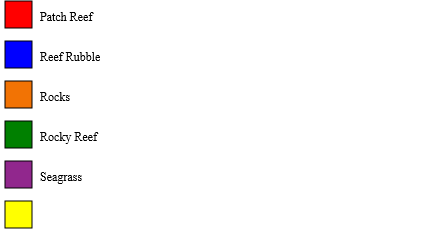 Patch Reef
Reef Rubble
Rocks
Rocky Reef
Seagrass